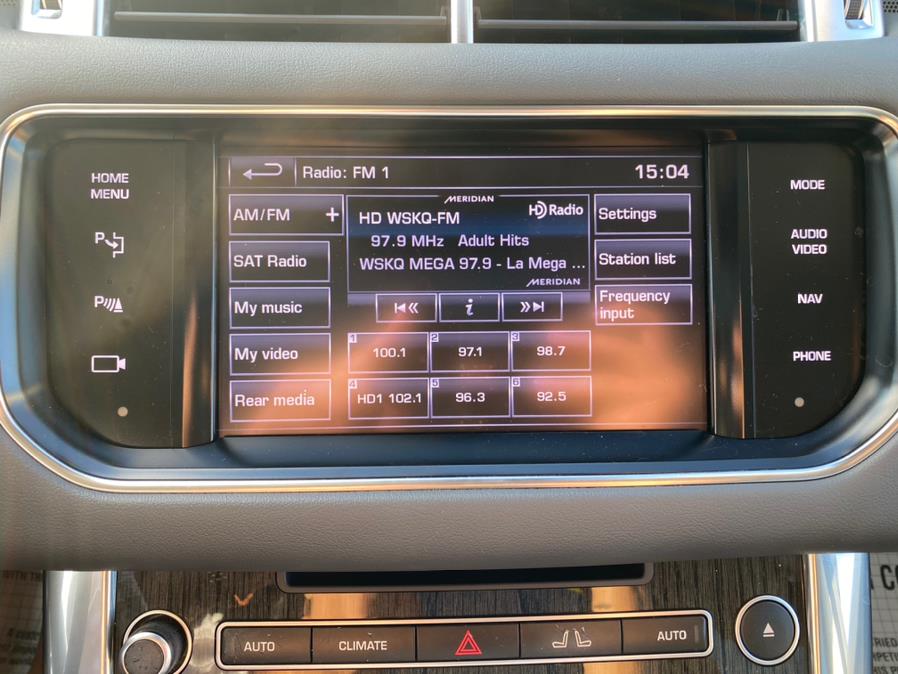 HOME
MENU
P
P
Radio: FM 1
15:04
AM/FM +
SAT Radio
My music
My video
Rear media
MERIDIAN
HD WSKQ-FM
HD Radio
97.9 MHz Adult Hits
WSKQ MEGA 97.9 - La Mega ...
MERIDIAN
i
1 100.1
2 97.1
3 98.7
4 HD1 102.1
5 96.3
6 92.5
Settings
Station list
Frequency
input
MODE
AUDIO
VIDEO
NAV
PHONE
AUTO
CLIMATE
AUTO